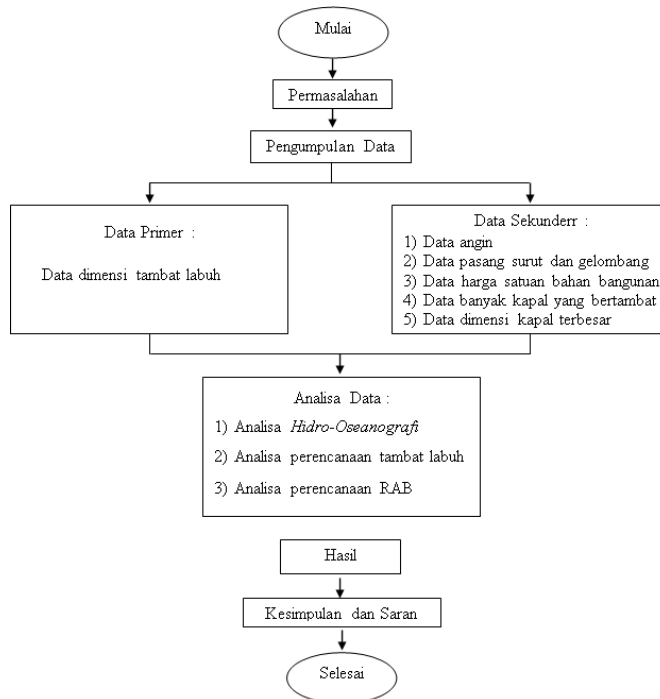 Mulai
Permasalahan
Pengumpulan Data
Data Primer :
Data dimensi tambat labuh
Data Sekunderr :
1) Data angin
2) Data pasang surut dan gelombang
3) Data harga satuan bahan bangunan
4) Data banyak kapal yang bertambat
5) Data dimensi kapal terbesar
Analisa Data :
1) Analisa Hidro-Oseanografi
2) Analisa perencanaan tambat labuh
3) Analisa perencanaan RAB
Hasil
Kesimpulan dan Saran
Selesai